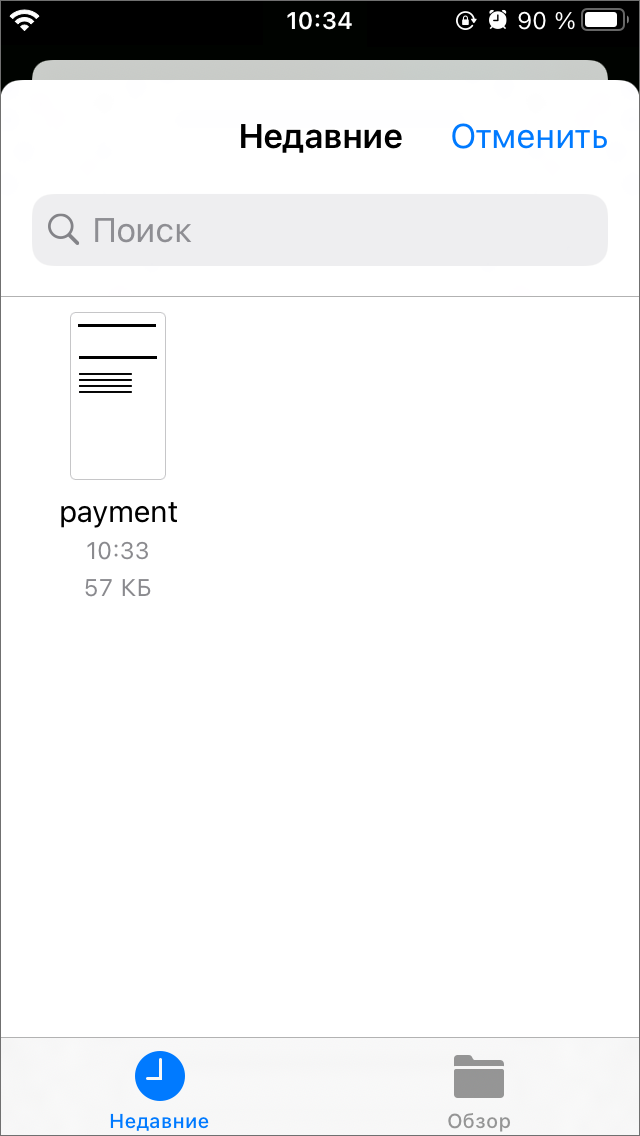 10:34 90 %
Недавние Отменить
Поиск
payment
10:33
57 КБ
Недавние Обзор